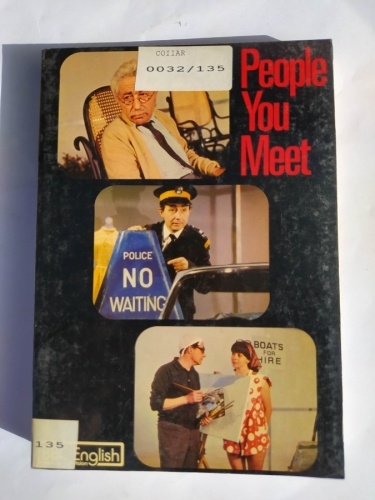 COIIAR
0032/135
People
You
Meet
POLICE
NO
WAITING
BOATS
FOR
HIRE
135
English